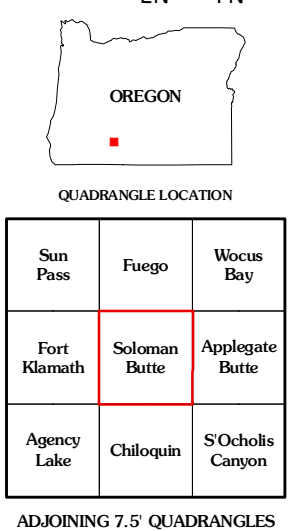 OREGON
QUADRANGLE LOCATION
Sun
Pass
Fuego
Wocus
Bay
Fort
Klamath
Soloman
Butte
Applegate
Butte
Agency
Lake
Chiloquin
S'Ocholis
Canyon
ADJOINING 7.5' QUADRANGLES